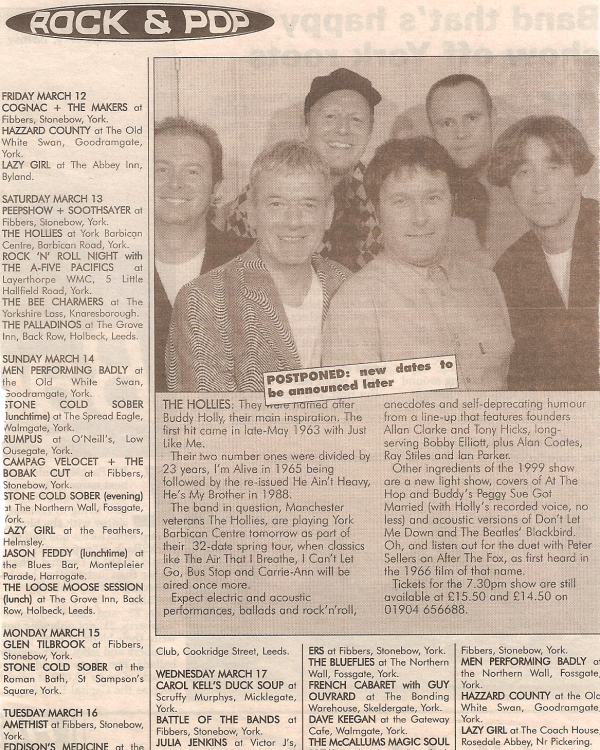 ROCK & POP
FRIDAY MARCH 12
COGNAC + THE MAKERS at
Fibbers, Stonebow, York.
HAZZARD COUNTY at The Old
White Swan, Goodramgate,
York.
LAZY GIRL at The Abbey Inn,
Byland.
SATURDAY MARCH 13
PEEPSHOW + SOOTHSAYER at
Fibbers, Stonebow, York.
THE HOLLIES at York Barbican
Centre, Barbican Road, York.
ROCK 'N' ROLL NIGHT with
THE A-FIVE PACIFICS at
Layerthorpe WMC, 5 Little
Hallfield Road, York.
THE BEE CHARMERS at The
Yorkshire Lass, Knaresborough.
THE PALLADINOS at The Grove
Inn, Back Row, Holbeck, Leeds.
SUNDAY MARCH 14
MEN PERFORMING BADLY at
the Old White Swan,
Goodramgate, York.
STONE COLD SOBER
(lunchtime) at The Spread Eagle,
Walmgate, York.
RUMPUS at O'Neill's, Low
Ousegate, York.
CAMPAG VELOCET + THE
BOBAK CUT at Fibbers,
Stonebow, York.
STONE COLD SOBER (evening)
at The Northern Wall, Fossgate,
York.
LAZY GIRL at the Feathers,
Helmsley.
JASON FEDDY (lunchtime) at
the Blues Bar, Montepleier
Parade, Harrogate.
THE LOOSE MOOSE SESSION
(lunch) at The Grove Inn, Back
Row, Holbeck, Leeds.
MONDAY MARCH 15
GLEN TILBROOK at Fibbers,
Stonebow, York.
STONE COLD SOBER at the
Roman Bath, St Sampson's
Square, York.
TUESDAY MARCH 16
AMETHIST at Fibbers, Stonebow,
York.
EDDISON'S MEDICINE at the
POSTPONED: new dates to
be announced later
THE HOLLIES: They were named after
Buddy Holly, their main inspiration. The
first hit came in late-May 1963 with Just
Like Me.
Their two number ones were divided by
23 years, I'm Alive in 1965 being
followed by the re-issued He Ain't Heavy,
He's My Brother in 1988.
The band in question, Manchester
veterans The Hollies, are playing York
Barbican Centre tomorrow as part of
their 32-date spring tour, when classics
like The Air That I Breathe, I Can't Let
Go, Bus Stop and Carrie-Ann will be
aired once more.
Expect electric and acoustic
performances, ballads and rock'n'roll,
anecdotes and self-deprecating humour
from a line-up that features founders
Allan Clarke and Tony Hicks, long-
serving Bobby Elliott, plus Alan Coates,
Ray Stiles and Ian Parker.
Other ingredients of the 1999 show
are a new light show, covers of At The
Hop and Buddy's Peggy Sue Got
Married (with Holly's recorded voice, no
less) and acoustic versions of Don't Let
Me Down and The Beatles' Blackbird.
Oh, and listen out for the duet with Peter
Sellers on After The Fox, as first heard in
the 1966 film of that name.
Tickets for the 7.30pm show are still
available at £15.50 and £14.50 on
01904 656688.
Club, Cookridge Street, Leeds.
WEDNESDAY MARCH 17
CAROL KELL'S DUCK SOUP at
Scruffy Murphys, Micklegate,
York.
BATTLE OF THE BANDS at
Fibbers, Stonebow, York.
JULIA JENKINS at Victor J's,
ERS at Fibbers, Stonebow, York.
THE BLUEFLIES at The Northern
Wall, Fossgate, York.
FRENCH CABARET with GUY
OUVRARD at The Bonding
Warehouse, Skeldergate, York.
DAVE KEEGAN at the Gateway
Cafe, Walmgate, York.
THE McCALLUMS MAGIC SOUL
Fibbers, Stonebow, York.
MEN PERFORMING BADLY at
the Northern Wall, Fossgate,
York.
HAZZARD COUNTY at the Old
White Swan, Goodramgate,
York.
LAZY GIRL at The Coach House,
Rosedale Abbey, Nr Pickering.